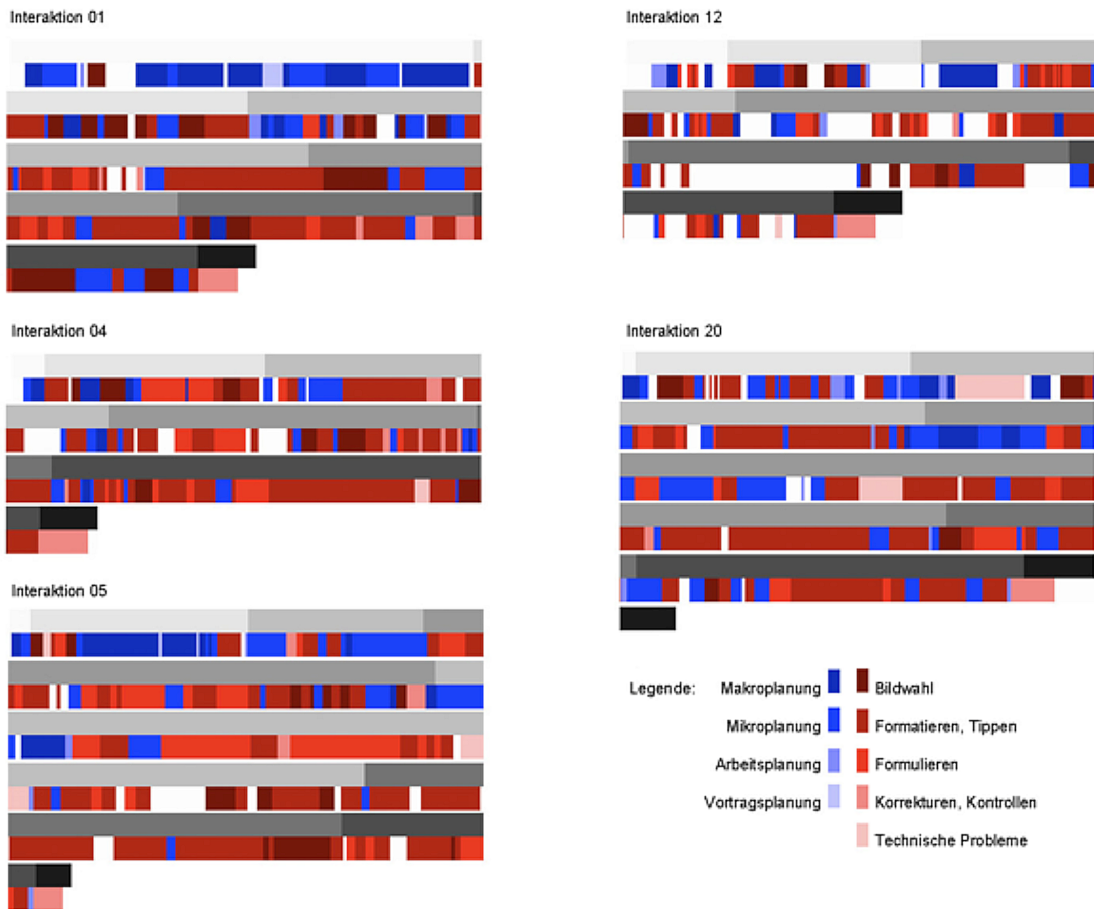 Interaktion 01
Interaktion 12
Interaktion 04
Interaktion 20
Interaktion 05
Legende: Makroplanung Bildwahl
Mikroplanung Formatieren, Tippen
Arbeitsplanung Formulieren
Vortragsplanung Korrekturen, Kontrollen
Technische Probleme